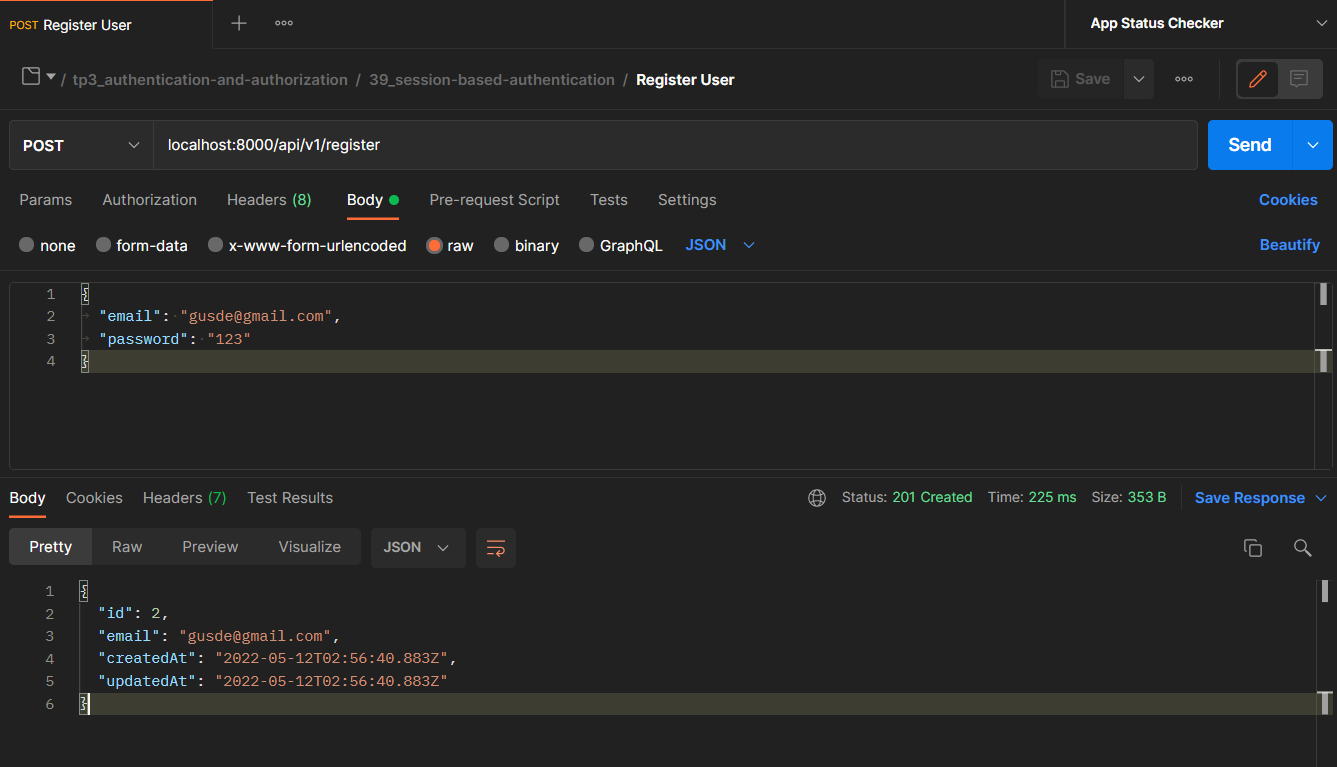 POST Register User
App Status Checker
/ tp3_authentication-and-authorization / 39_session-based-authentication / Register User
Save
POST localhost:8000/api/v1/register Send
Params Authorization Headers (8) Body Pre-request Script Tests Settings Cookies
none form-data x-www-form-urlencoded raw binary GraphQL JSON Beautify
1 {
2 "email": "gusde@gmail.com",
3 "password": "123"
4 }
Body Cookies Headers (7) Test Results Status: 201 Created Time: 225 ms Size: 353 B Save Response
Pretty Raw Preview Visualize JSON
1 {
2 "id": 2,
3 "email": "gusde@gmail.com",
4 "createdAt": "2022-05-12T02:56:40.883Z",
5 "updatedAt": "2022-05-12T02:56:40.883Z"
6 }